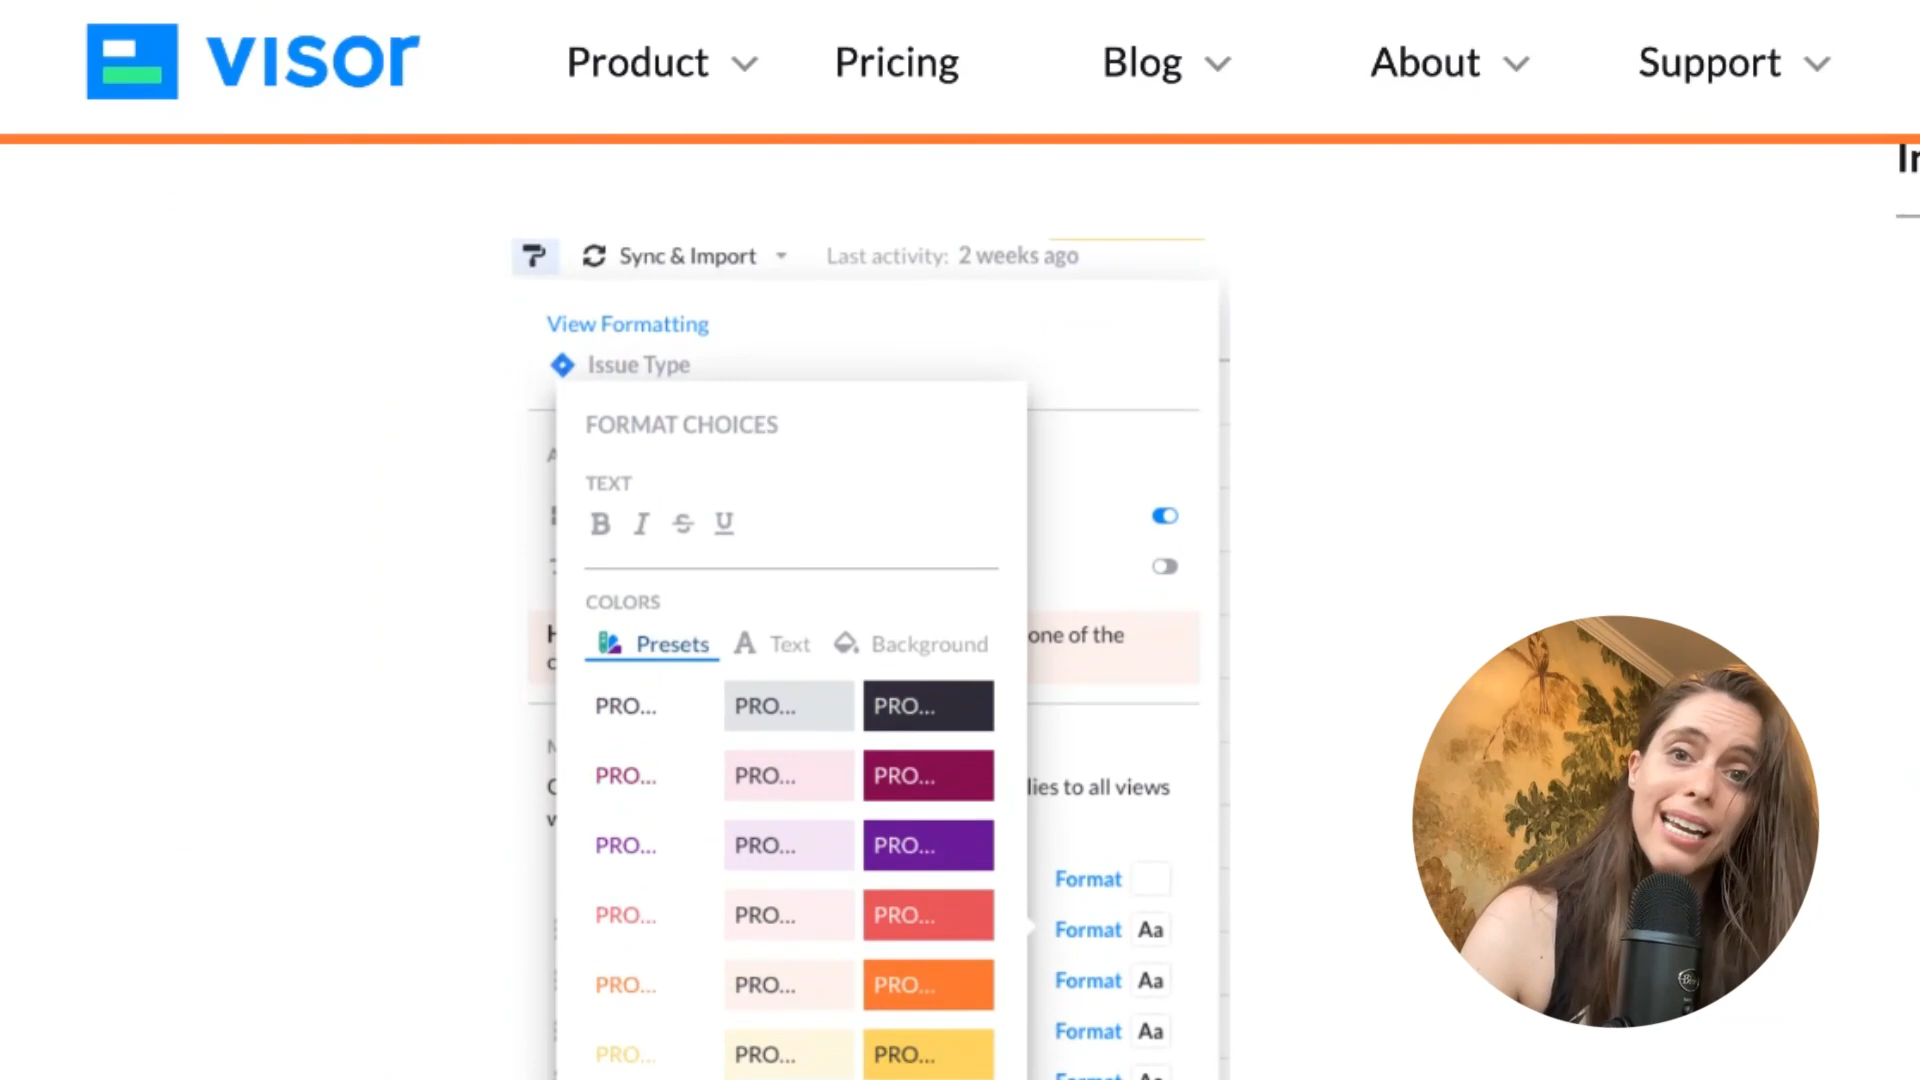 VISOR
Product
Pricing
Blog
About
Support
Sync & Import
Last activity: 2 weeks ago
View Formatting
Issue Type
FORMAT CHOICES
TEXT
B I S U
COLORS
Presets
A Text
Background
one of the
PRO... PRO... PRO...
PRO... PRO... PRO...
lies to all views
PRO... PRO... PRO...
Format
PRO... PRO... PRO...
Format Aa
PRO... PRO... PRO...
Format Aa
Format Aa
PRO... PRO... PRO...